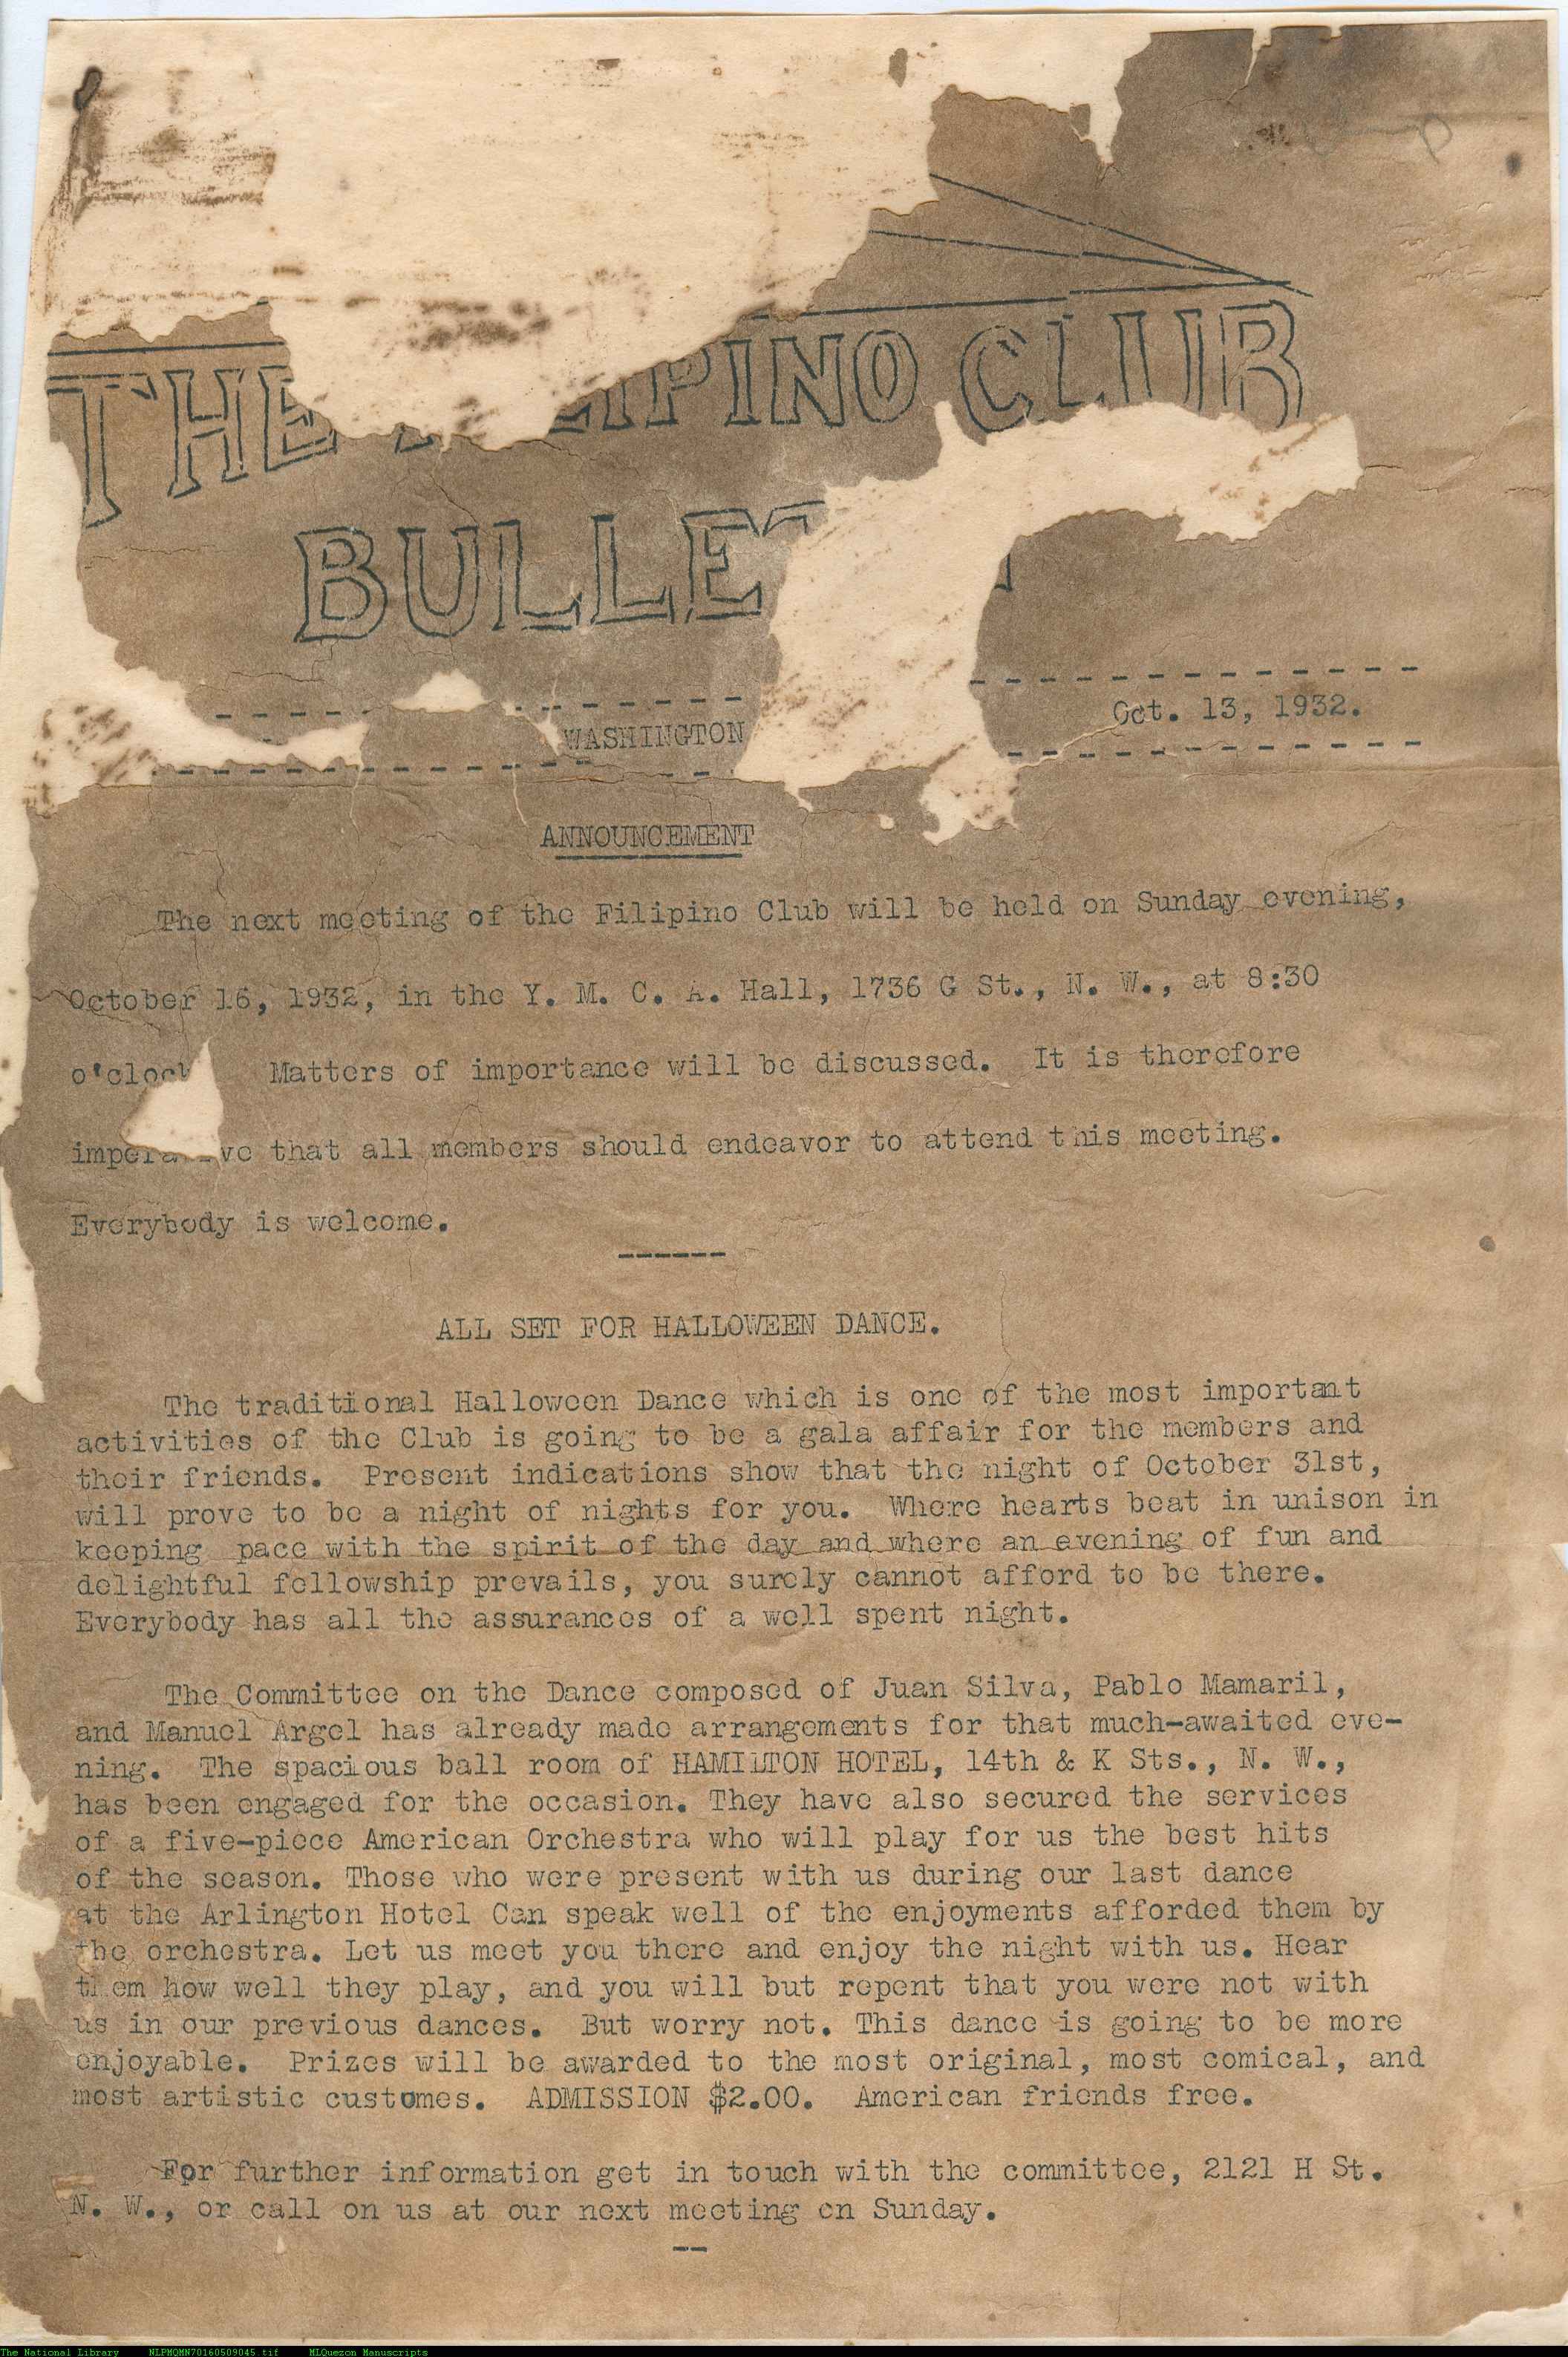 THE FILIPINO CLUB
BULLET
WASHINGTON
Oct. 13, 1932.
ANNOUNCEMENT
The next meeting of the Filipino Club will be held on Sunday evening,
October 16, 1932, in the Y. M. C. A. Hall, 1736 G St., N. W., at 8:30
o'clock Matters of importance will be discussed. It is therefore
imperative that all members should endeavor to attend this meeting.
Everybody is welcome.
------
ALL SET FOR HALLOWEEN DANCE.
The traditional Halloween Dance which is one of the most important
activities of the Club is going to be a gala affair for the members and
their friends. Present indications show that the night of October 31st,
will prove to be a night of nights for you. Where hearts beat in unison in
keeping pace with the spirit of the day and where an evening of fun and
delightful fellowship prevails, you surely cannot afford to be there.
Everybody has all the assurances of a well spent night.
The Committee on the Dance composed of Juan Silva, Pablo Mamaril,
and Manuel Argel has already made arrangements for that much-awaited eve-
ning. The spacious ball room of HAMILTON HOTEL, 14th & K Sts., N. W.,
has been engaged for the occasion. They have also secured the services
of a five-piece American Orchestra who will play for us the best hits
of the season. Those who were present with us during our last dance
at the Arlington Hotel Can speak well of the enjoyments afforded them by
the orchestra. Let us meet you there and enjoy the night with us. Hear
them how well they play, and you will but repent that you were not with
us in our previous dances. But worry not. This dance is going to be more
enjoyable. Prizes will be awarded to the most original, most comical, and
most artistic custumes. ADMISSION $2.00. American friends free.
For further information get in touch with the committee, 2121 H St.
N. W., or call on us at our next meeting on Sunday.
--
The National Library NLPMQMN70160509045.tif MLQuezon Manuscripts